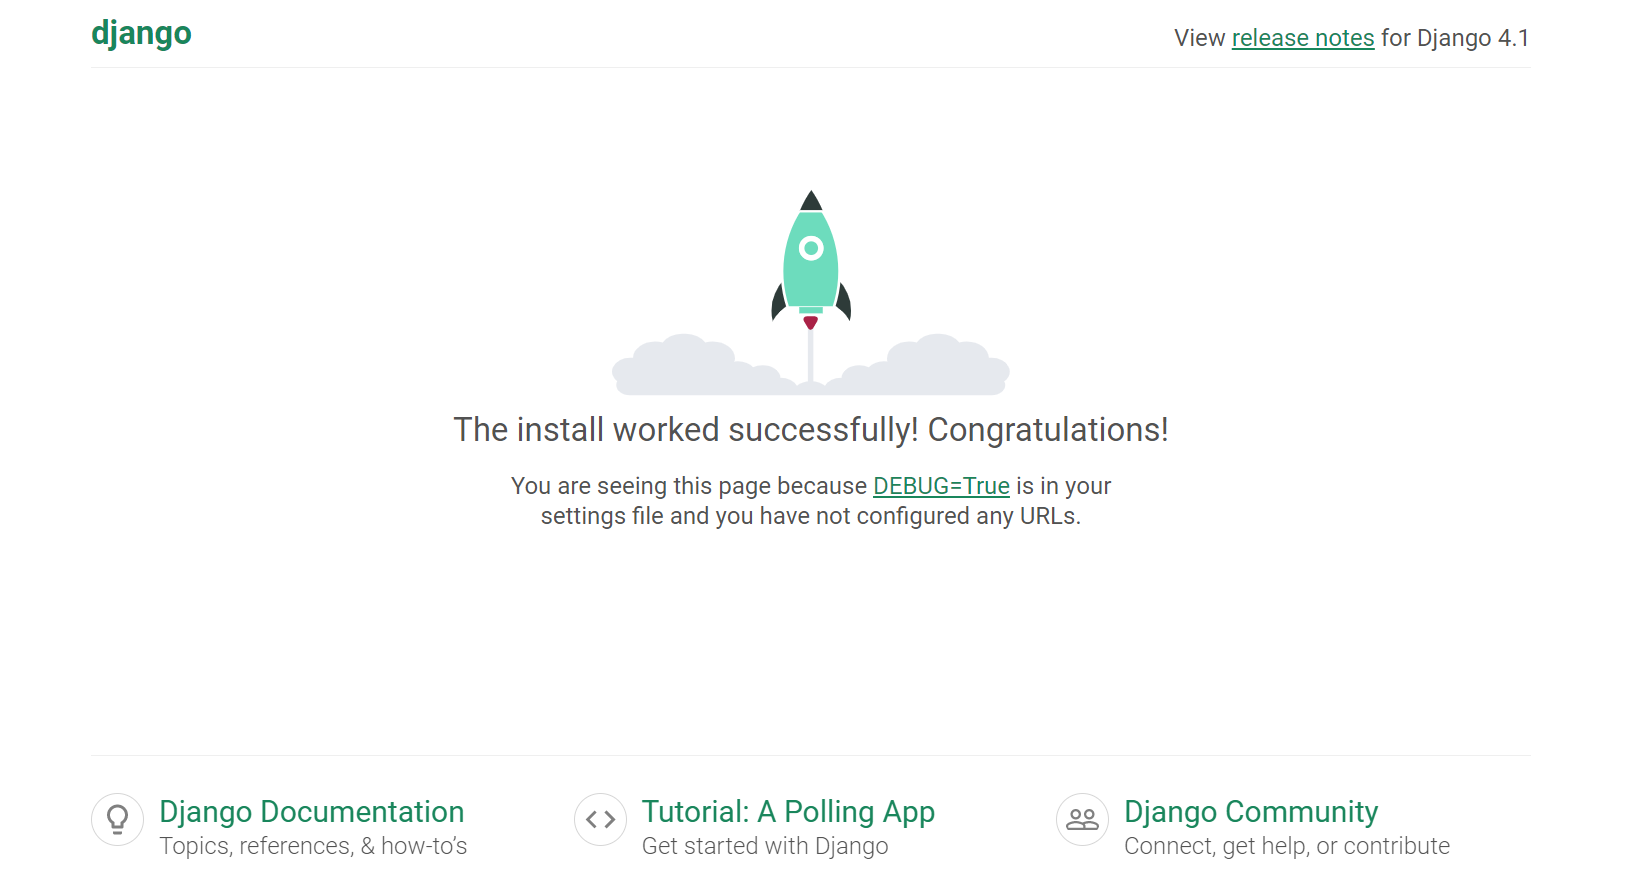 django
View release notes for Django 4.1
The install worked successfully! Congratulations!
You are seeing this page because DEBUG=True is in your
settings file and you have not configured any URLs.
Django Documentation
Topics, references, & how-to’s
Tutorial: A Polling App
Get started with Django
Django Community
Connect, get help, or contribute